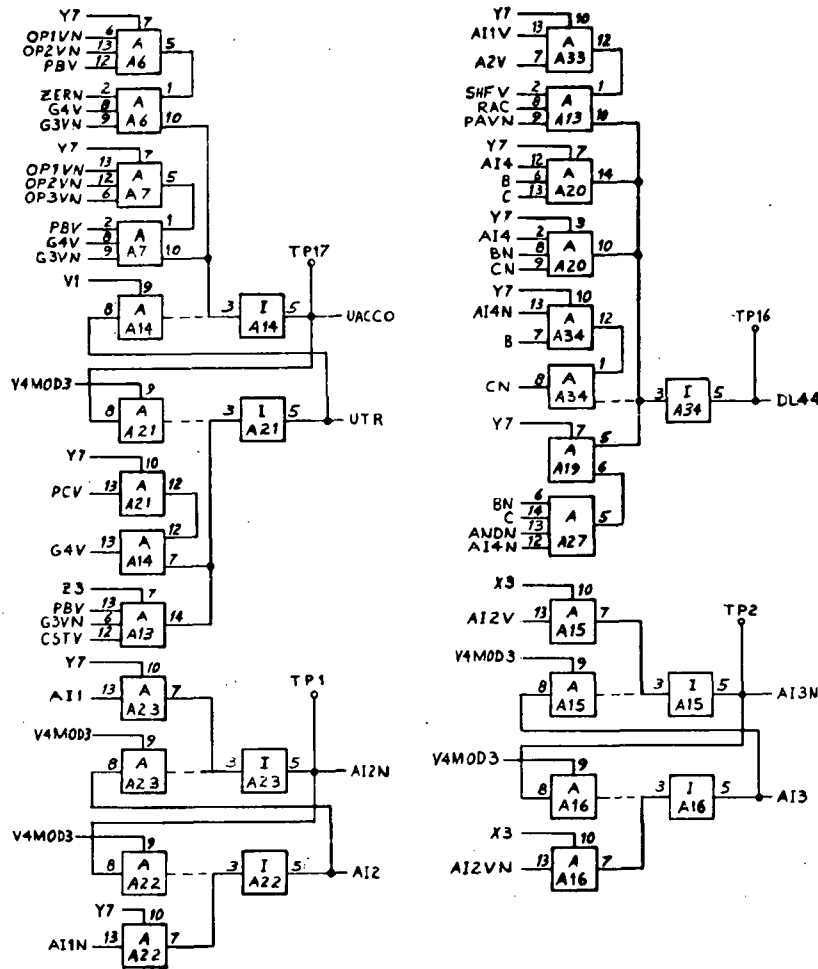 Y7
7
OP1VN 6
OP2VN 13
PBV 12
A
A6
5
ZERN 2
G4V 8
G3VN 9
A
A6
1
10
Y7
7
OP1VN 13
OP2VN 12
OP3VN 6
A
A7
5
PBV 2
G4V 8
G3VN 9
A
A7
1
10
V1
9
8
A
A14
3
I
A14
5
TP17
UACCO
V4MOD3
9
8
A
A21
3
I
A21
5
UTR
Y7
10
PCV 13
A
A21
12
G4V 13
A
A14
12
7
Z3
7
PBV 13
G3VN 6
CSTV 12
A
A13
14
Y7
10
AI1 13
A
A23
7
V4MOD3
9
8
A
A23
3
I
A23
5
TP1
AI2N
V4MOD3
9
8
A
A22
3
I
A22
5
AI2
Y7
10
AI1N 13
A
A22
7
Y7
10
AI1V 13
A2V 7
A
A33
12
SHFV 2
RAC 8
PAVN 9
A
A13
1
10
Y7
7
AI4 12
B 6
C 13
A
A20
14
Y7
3
AI4 2
BN 8
CN 9
A
A20
10
Y7
10
AI4N 13
B 7
A
A34
12
CN 8
A
A34
1
3
I
A34
5
TP16
DL44
Y7
7
A
A19
5
6
BN 6
C 14
ANDN 13
AI4N 12
A
A27
5
X3
10
AI2V 13
A
A15
7
V4MOD3
9
8
A
A15
3
I
A15
5
TP2
AI3N
V4MOD3
9
8
A
A16
3
I
A16
5
AI3
X3
10
AI2VN 13
A
A16
7